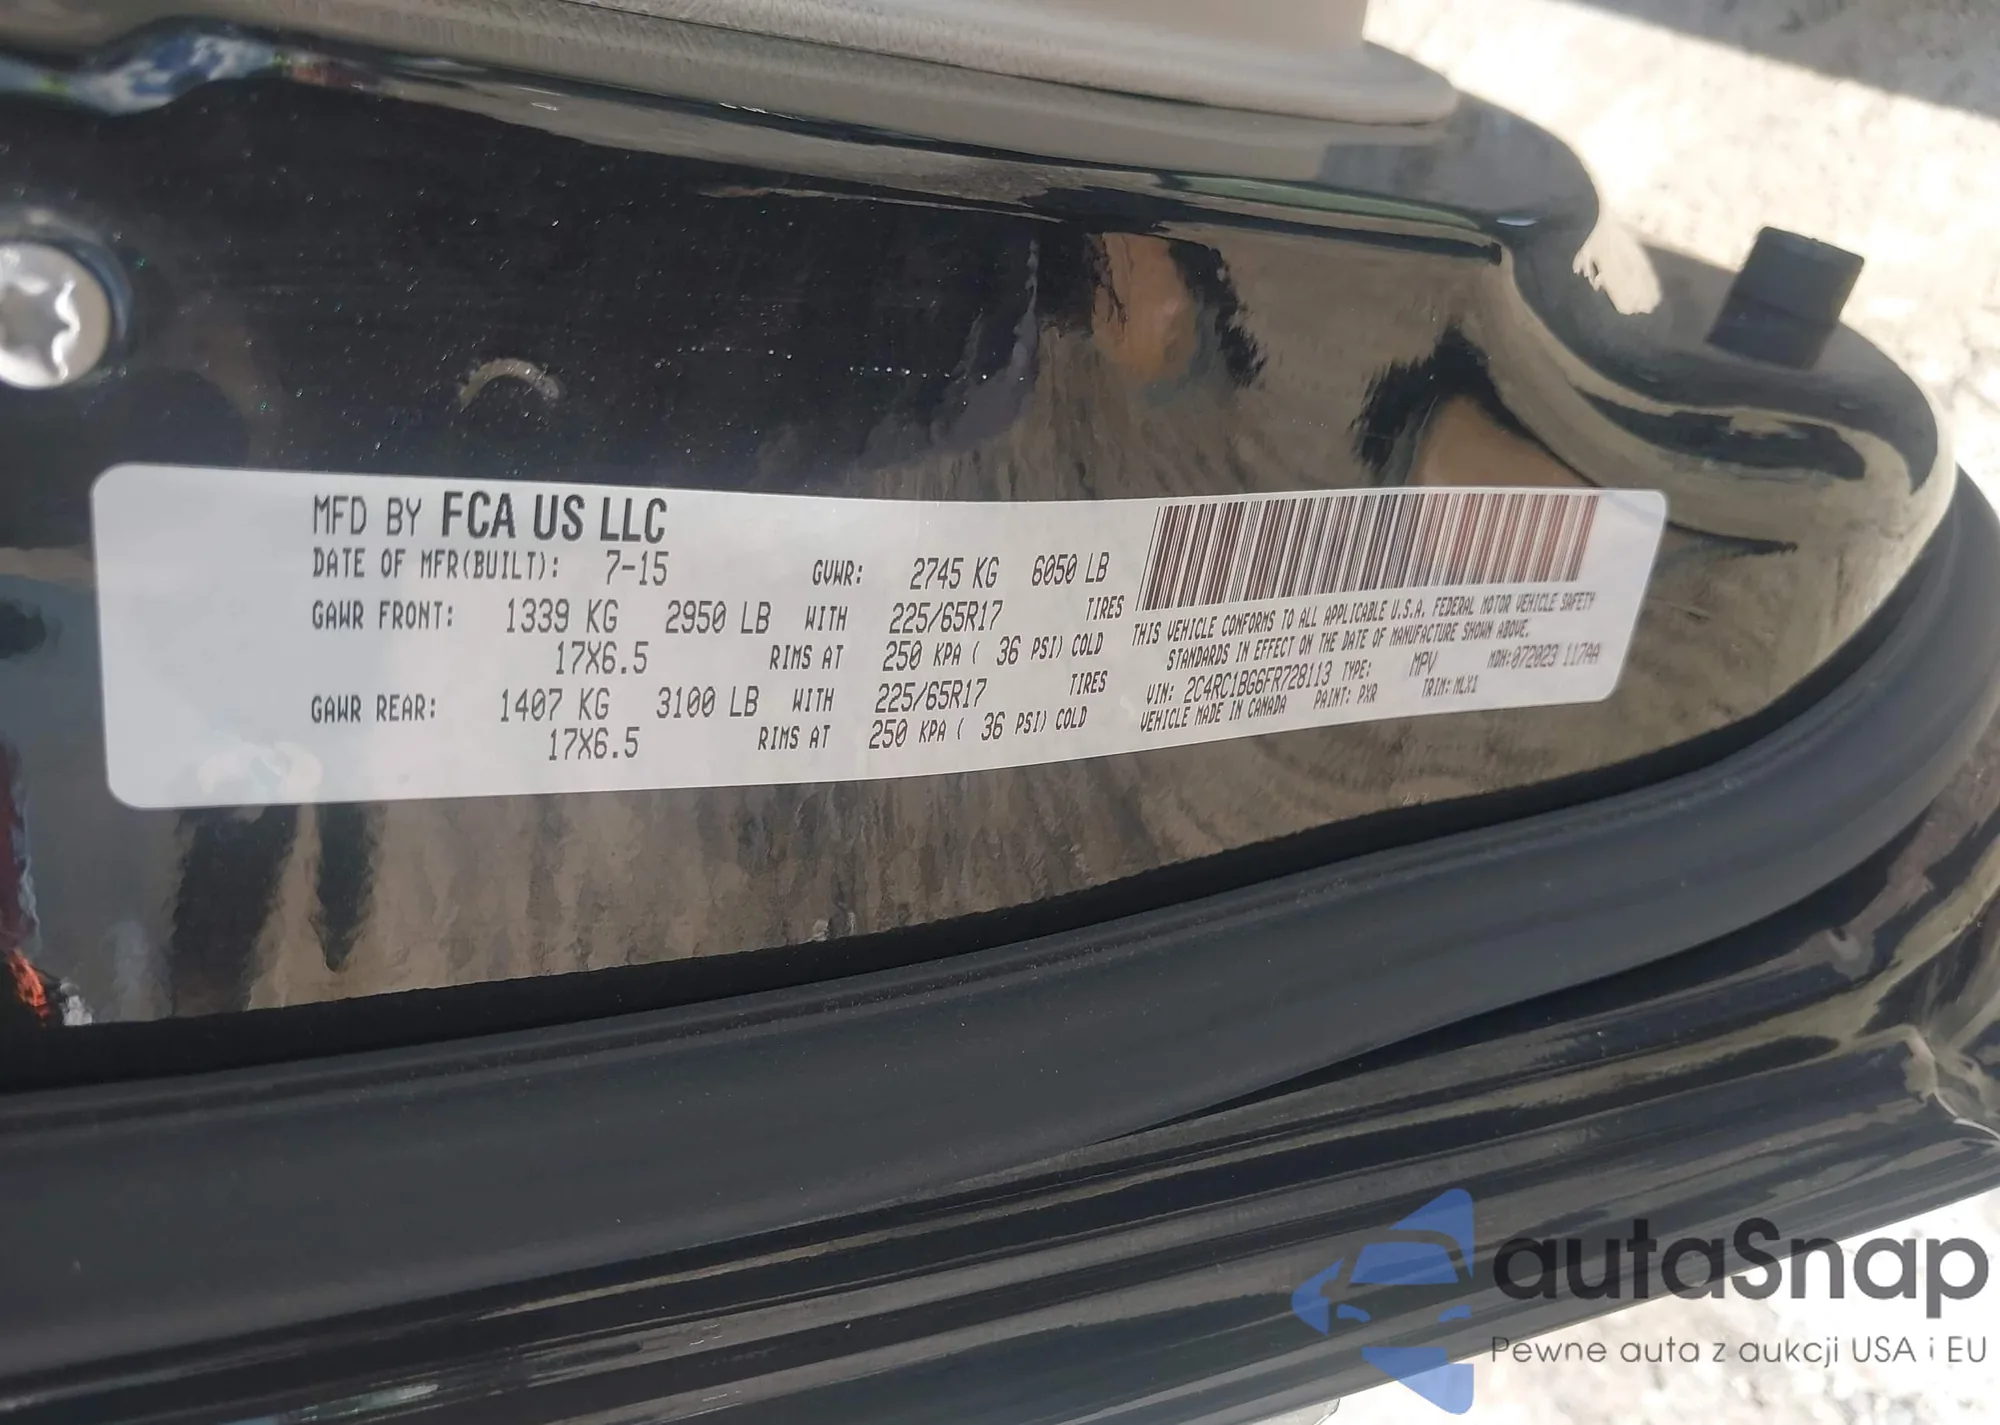 MFD BY FCA US LLC
DATE OF MFR(BUILT): 7-15 GVWR: 2745 KG 6050 LB
GAWR FRONT: 1339 KG 2950 LB WITH 225/65R17 TIRES
17X6.5 RIMS AT 250 KPA ( 36 PSI) COLD
GAWR REAR: 1407 KG 3100 LB WITH 225/65R17 TIRES
17X6.5 RIMS AT 250 KPA ( 36 PSI) COLD
THIS VEHICLE CONFORMS TO ALL APPLICABLE U.S.A. FEDERAL MOTOR VEHICLE SAFETY
STANDARDS IN EFFECT ON THE DATE OF MANUFACTURE SHOWN ABOVE.
VIN: 2C4RC1BG6FR728113 TYPE: MPV MDH:072023 117AA
VEHICLE MADE IN CANADA PAINT: PXR TRIM: MLX1
autaSnap
Pewne auta z aukcji USA i EU